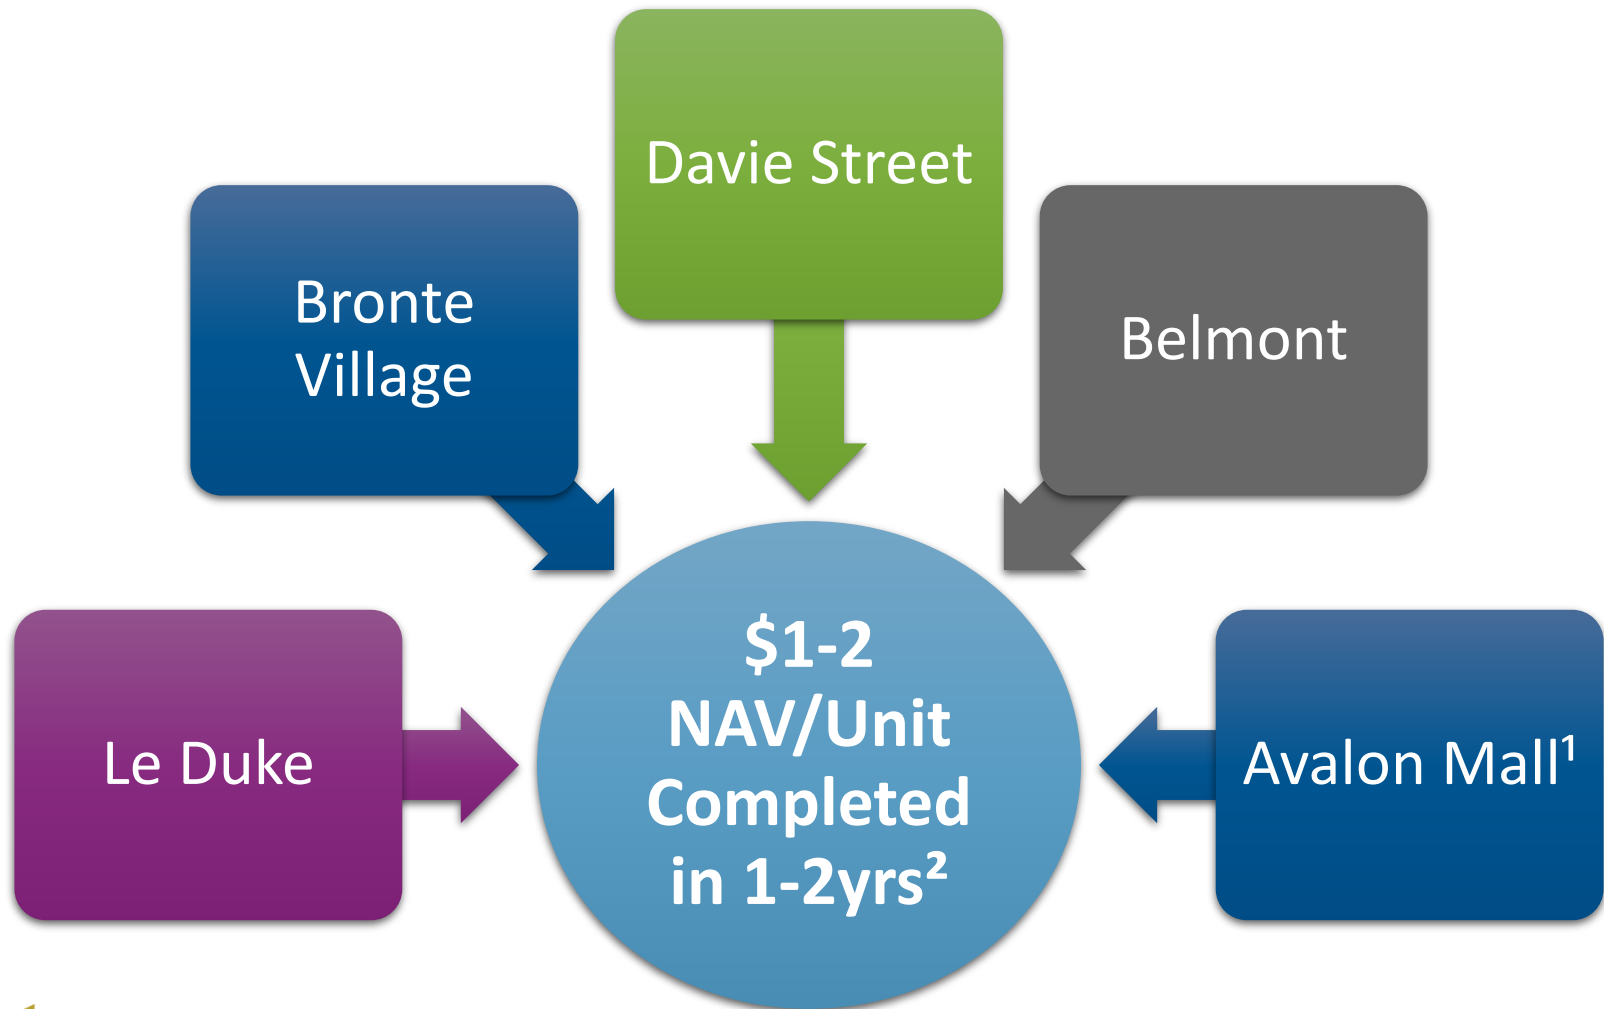 Davie Street
Bronte
Village
Belmont
Le Duke
$1-2
NAV/Unit
Completed
in 1-2yrs²
Avalon Mall¹